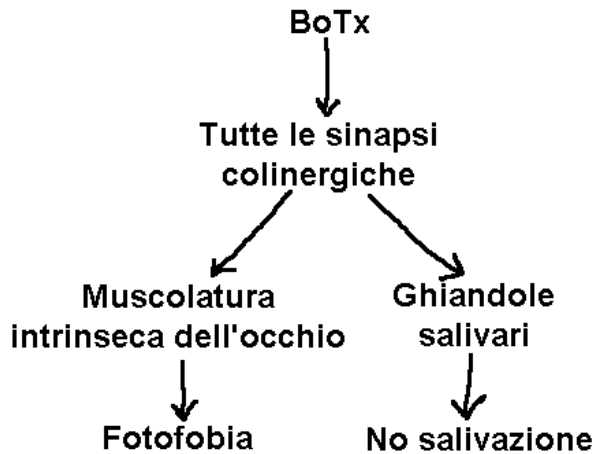 BoTx
Tutte le sinapsi
colinergiche
Muscolatura
intrinseca dell'occhio
Ghiandole
salivari
Fotofobia
No salivazione